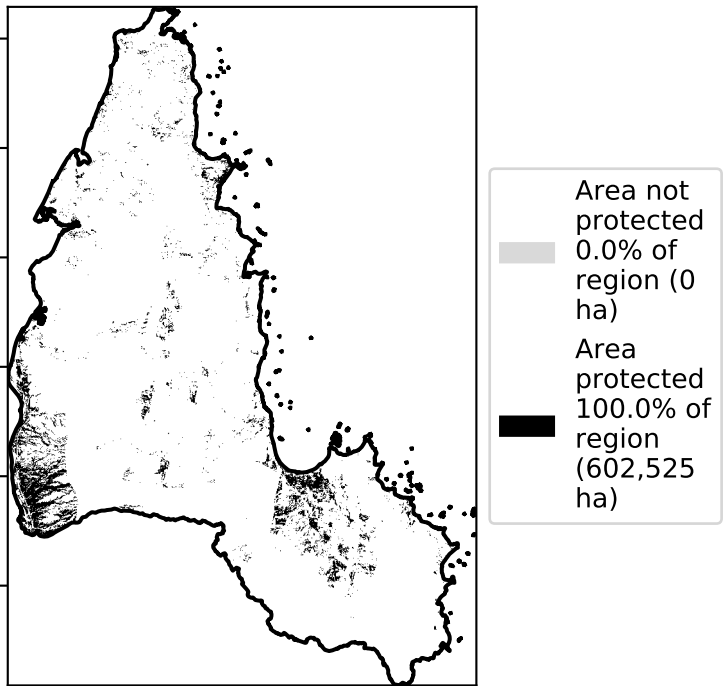 Area not
protected
0.0% of
region (0
ha)
Area
protected
100.0% of
region
(602,525
ha)